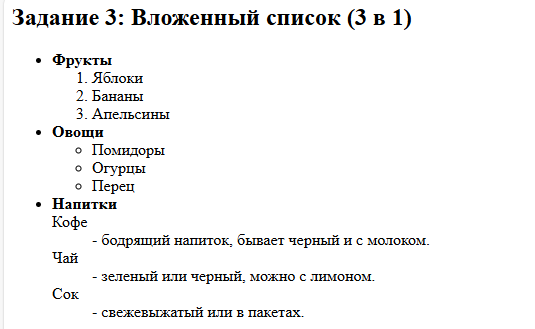 Задание 3: Вложенный список (3 в 1)
• Фрукты
1. Яблоки
2. Бананы
3. Апельсины
• Овощи
◦ Помидоры
◦ Огурцы
◦ Перец
• Напитки
Кофе
- бодрящий напиток, бывает черный и с молоком.
Чай
- зеленый или черный, можно с лимоном.
Сок
- свежевыжатый или в пакетах.